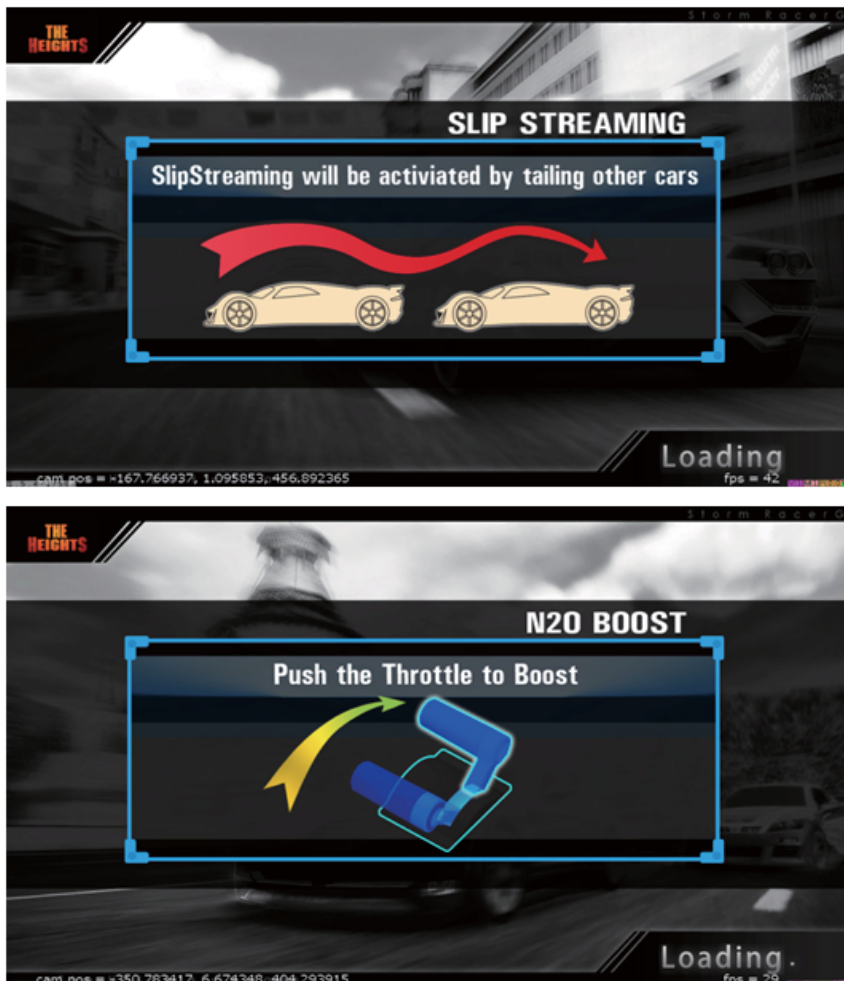 Storm Racer G
THE
HEIGHTS
SLIP STREAMING
SlipStreaming will be activiated by tailing other cars
Loading
cam pos = -167.766937, 1.095853, 456.892365
fps = 42
Storm Racer G
THE
HEIGHTS
N2O BOOST
Push the Throttle to Boost
Loading.
cam pos = -350.783417, 6.674348, 404.293915
fps = 29